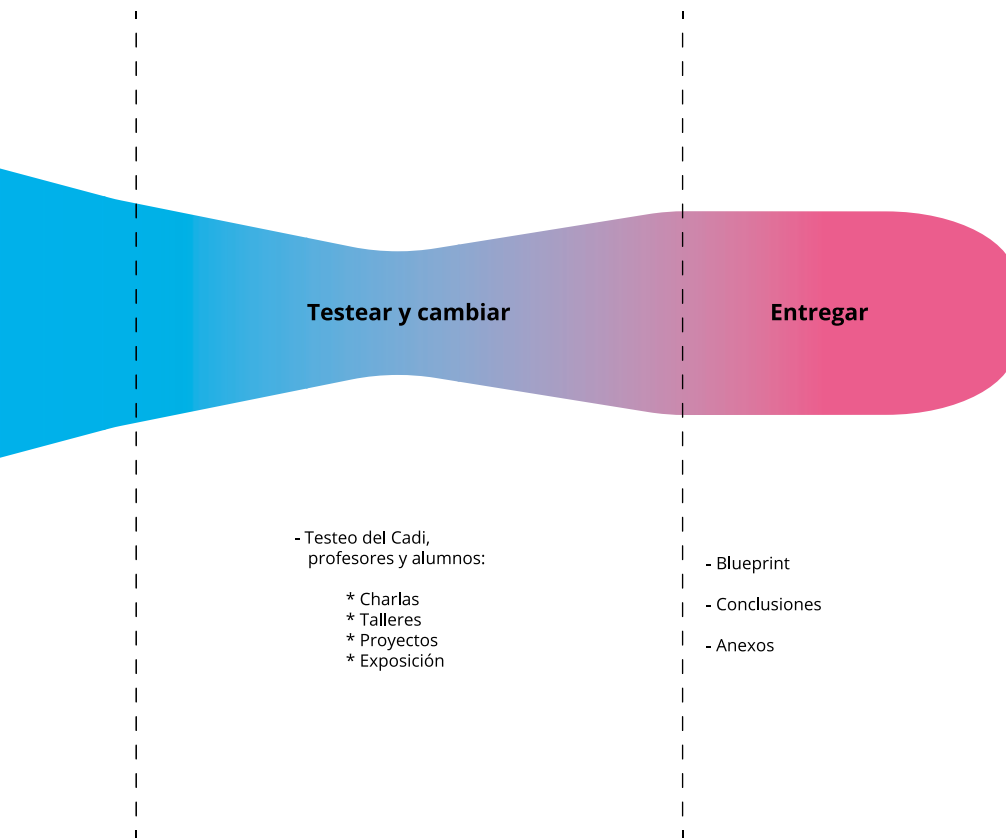 Testear y cambiar
Entregar
- Testeo del Cadi,
profesores y alumnos:
* Charlas
* Talleres
* Proyectos
* Exposición
- Blueprint
- Conclusiones
- Anexos